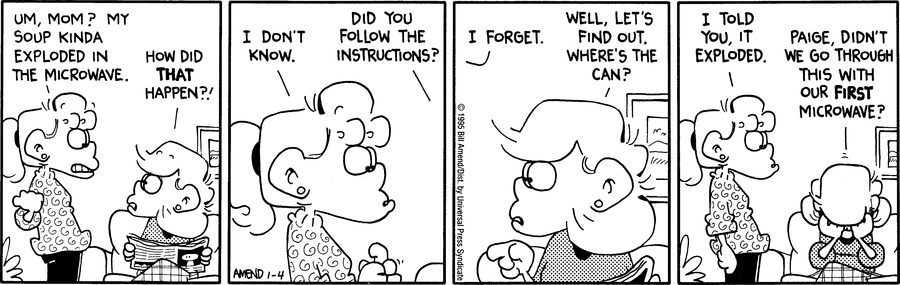 UM, MOM? MY
SOUP KINDA
EXPLODED IN
THE MICROWAVE.
HOW DID
THAT
HAPPEN?!
I DON'T
KNOW.
DID YOU
FOLLOW THE
INSTRUCTIONS?
AMEND 1-4
I FORGET.
WELL, LET'S
FIND OUT.
WHERE'S THE
CAN?
© 1995 Bill Amend/Dist. by Universal Press Syndicate
I TOLD
YOU, IT
EXPLODED.
PAIGE, DIDN'T
WE GO THROUGH
THIS WITH
OUR FIRST
MICROWAVE?